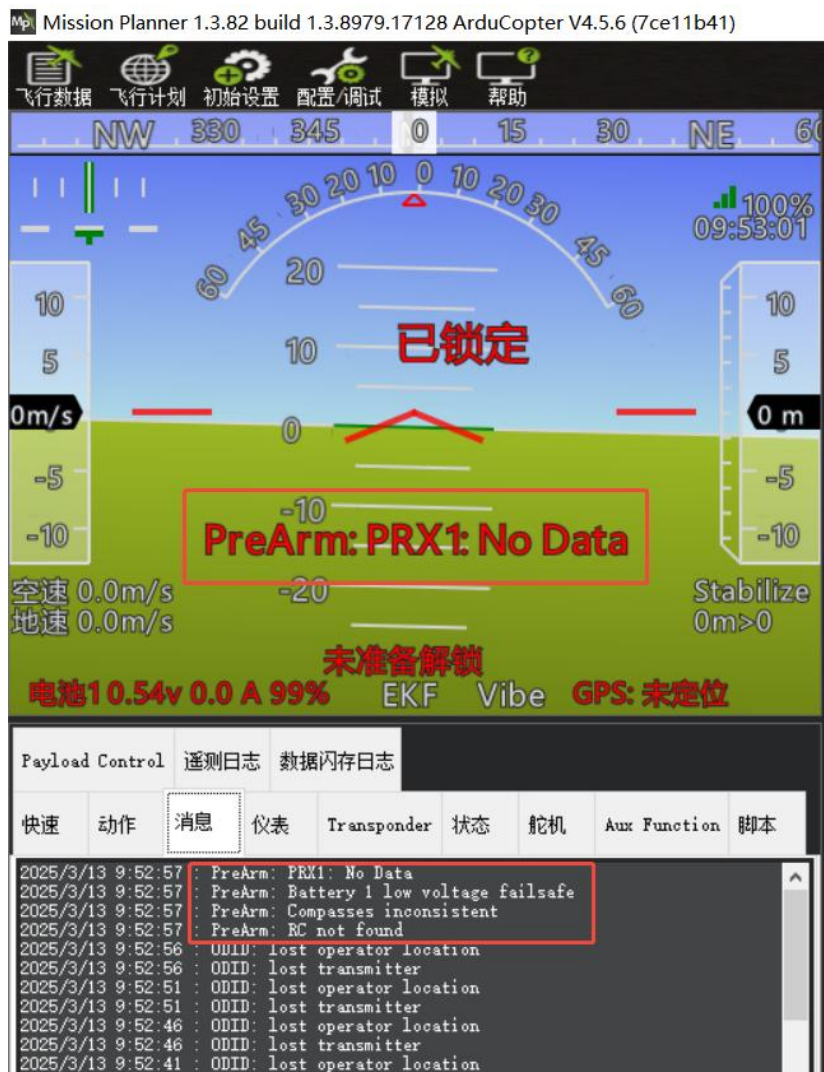 Mission Planner 1.3.82 build 1.3.8979.17128 ArduCopter V4.5.6 (7ce11b41)
飞行数据 飞行计划 初始设置 配置/调试 模拟 帮助
NW 330 345 0 15 30 NE 60
60 45 30 20 10 0 10 20 30 45 60
100%
09:53:01
20
10 10 10
已锁定
5 5
0m/s 0 0 m
-5 -5
-10 -10 -10
PreArm: PRX1: No Data
空速 0.0m/s -20 Stabilize
地速 0.0m/s 0m>0
未准备解锁
电池1 0.54v 0.0 A 99% EKF Vibe GPS: 未定位
Payload Control 遥测日志 数据闪存日志
快速 动作 消息 仪表 Transponder 状态 舵机 Aux Function 脚本
2025/3/13 9:52:57 : PreArm: PRX1: No Data
2025/3/13 9:52:57 : PreArm: Battery 1 low voltage failsafe
2025/3/13 9:52:57 : PreArm: Compasses inconsistent
2025/3/13 9:52:57 : PreArm: RC not found
2025/3/13 9:52:56 : ODID: lost operator location
2025/3/13 9:52:56 : ODID: lost transmitter
2025/3/13 9:52:51 : ODID: lost operator location
2025/3/13 9:52:51 : ODID: lost transmitter
2025/3/13 9:52:46 : ODID: lost operator location
2025/3/13 9:52:46 : ODID: lost transmitter
2025/3/13 9:52:41 : ODID: lost operator location